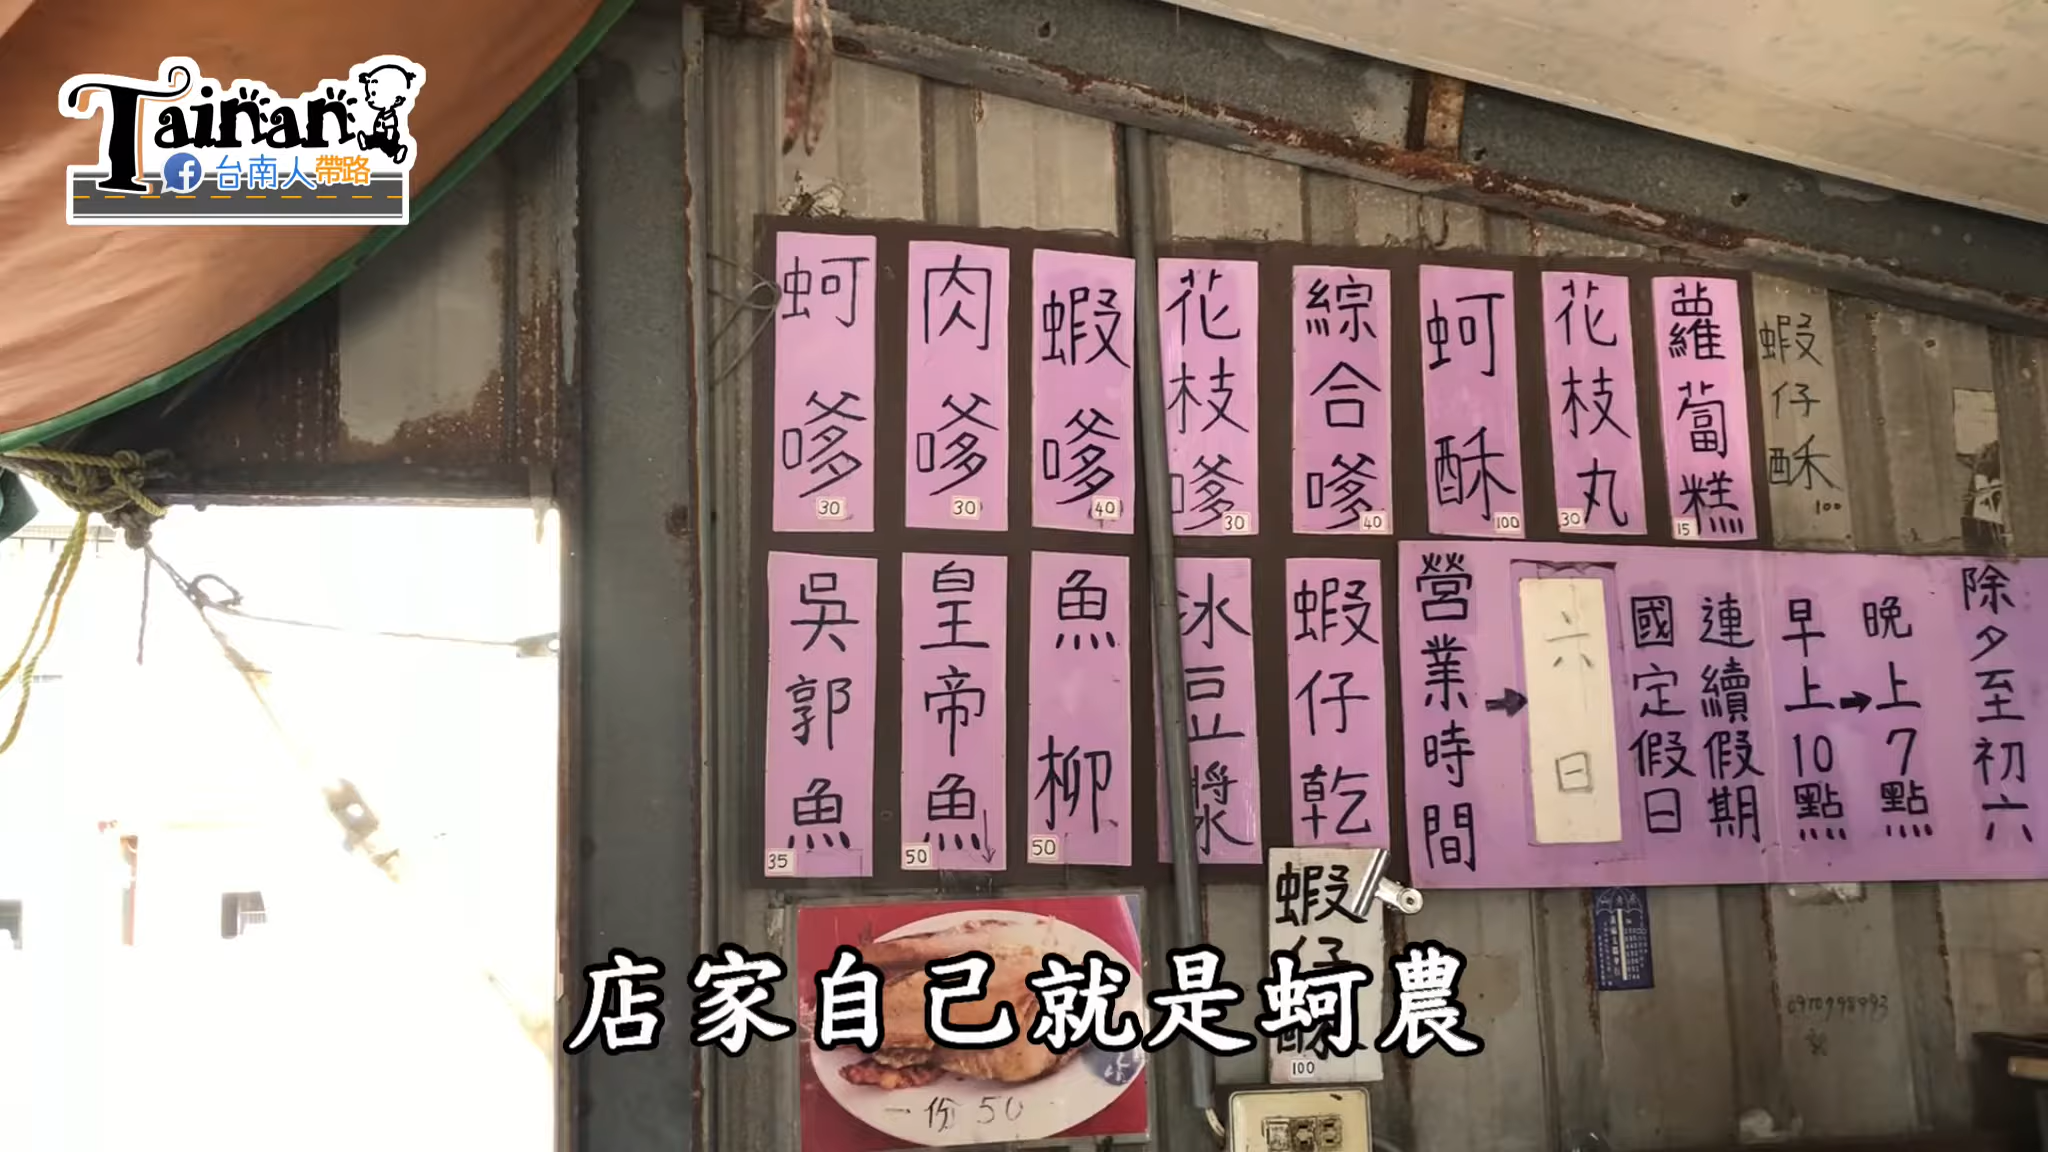 Tainan
台南人帶路
蚵嗲 30
肉嗲 30
蝦嗲 40
花枝嗲 30
綜合嗲 40
蚵酥 100
花枝丸 30
蘿蔔糕 15
蝦仔酥 100
吳郭魚 35
皇帝魚 50
魚柳 50
冰豆漿
蝦仔乾
營業時間→
六日
國定假日
連續假期
早上10點→
晚上7點
除夕至初六
蝦仔酥 100
一份50
店家自己就是蚵農